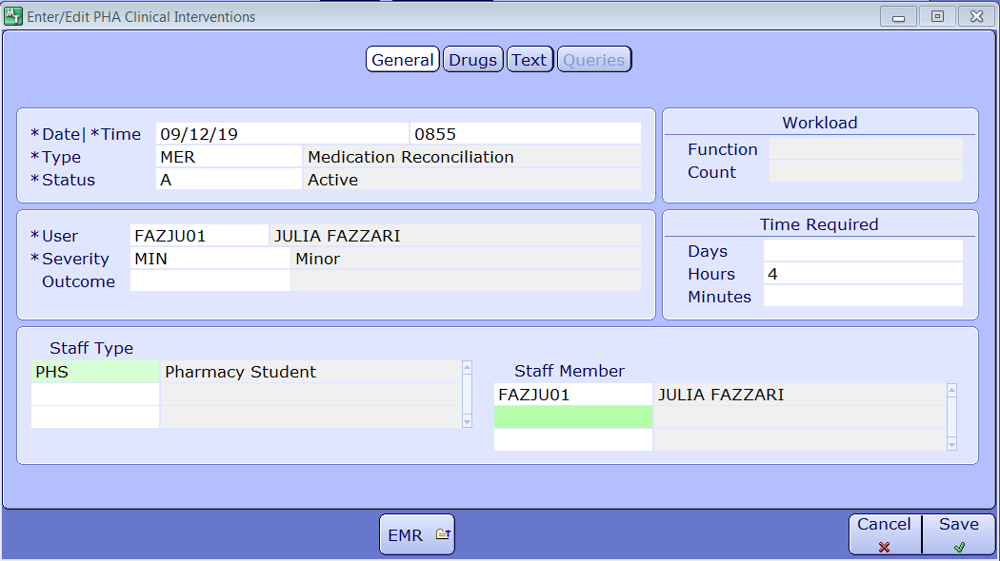 Enter/Edit PHA Clinical Interventions
General Drugs Text Queries
*Date|*Time 09/12/19 0855
*Type MER Medication Reconciliation
*Status A Active
Workload
Function
Count
*User FAZJU01 JULIA FAZZARI
*Severity MIN Minor
Outcome
Time Required
Days
Hours 4
Minutes
Staff Type
PHS Pharmacy Student
Staff Member
FAZJU01 JULIA FAZZARI
EMR
Cancel Save